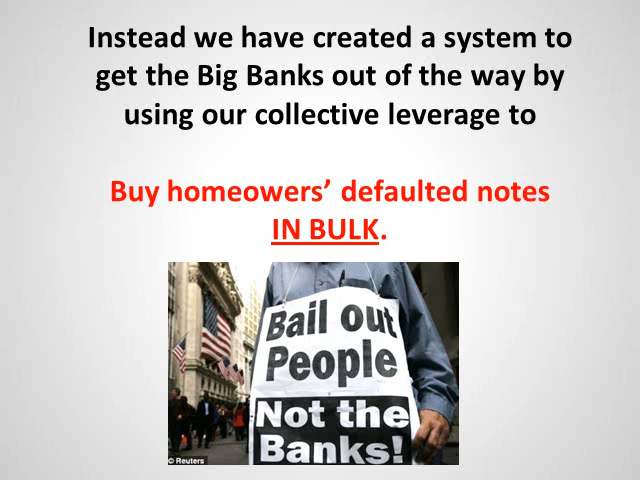 Instead we have created a system to
get the Big Banks out of the way by
using our collective leverage to
Buy homeowers’ defaulted notes
IN BULK.
Bail out
People
Not the
Banks!
© Reuters